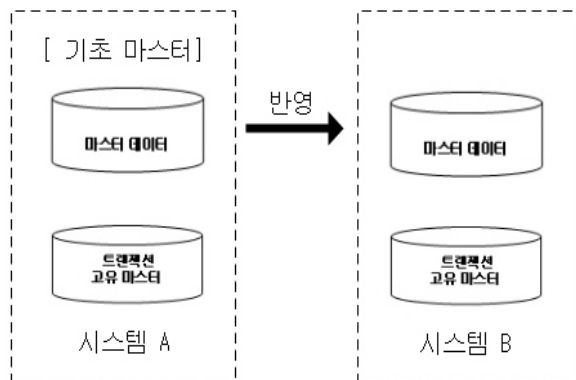 [ 기초 마스터]
마스터 데이터
트랜잭션
고유 마스터
시스템 A
반영
마스터 데이터
트랜잭션
고유 마스터
시스템 B